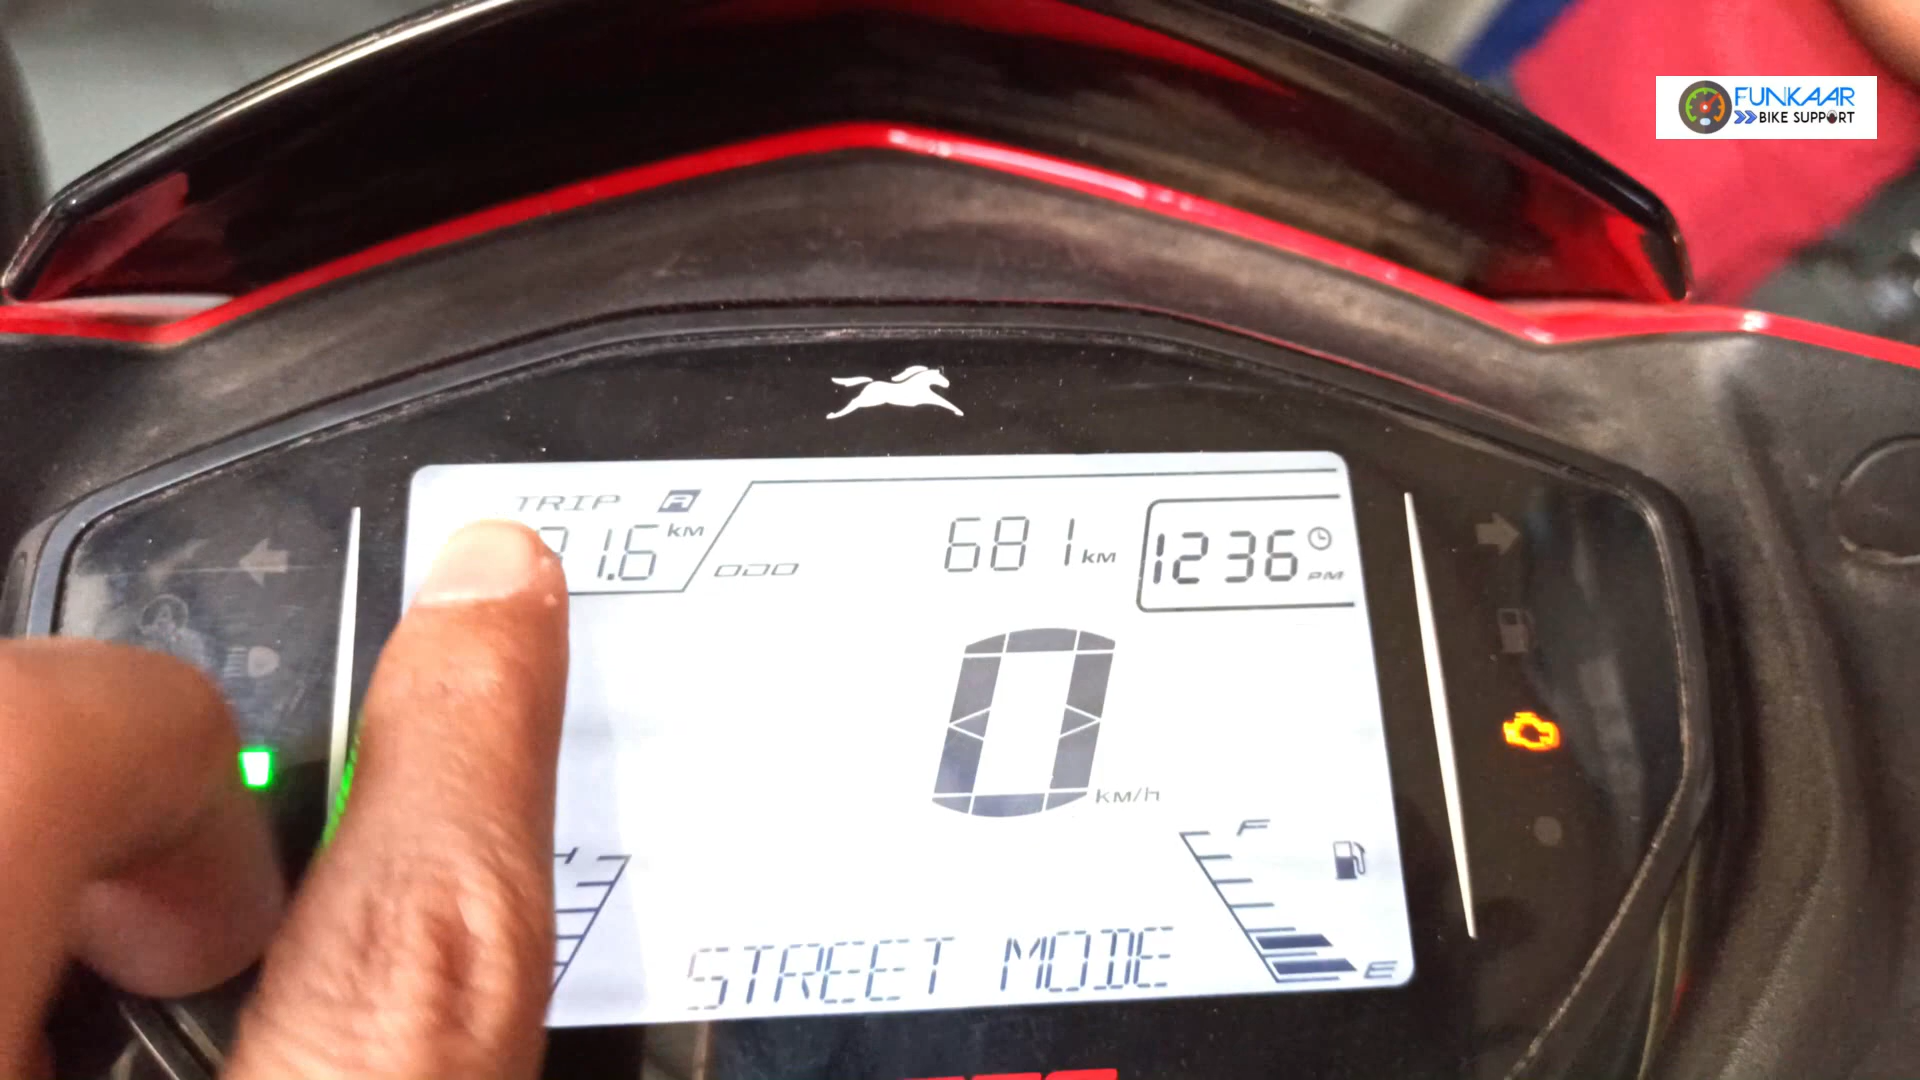 FUNKAAR
BIKE SUPPORT
TRIP A
1.6 km
ODO 681 km
1236 PM
0
km/h
F
E
STREET MODE